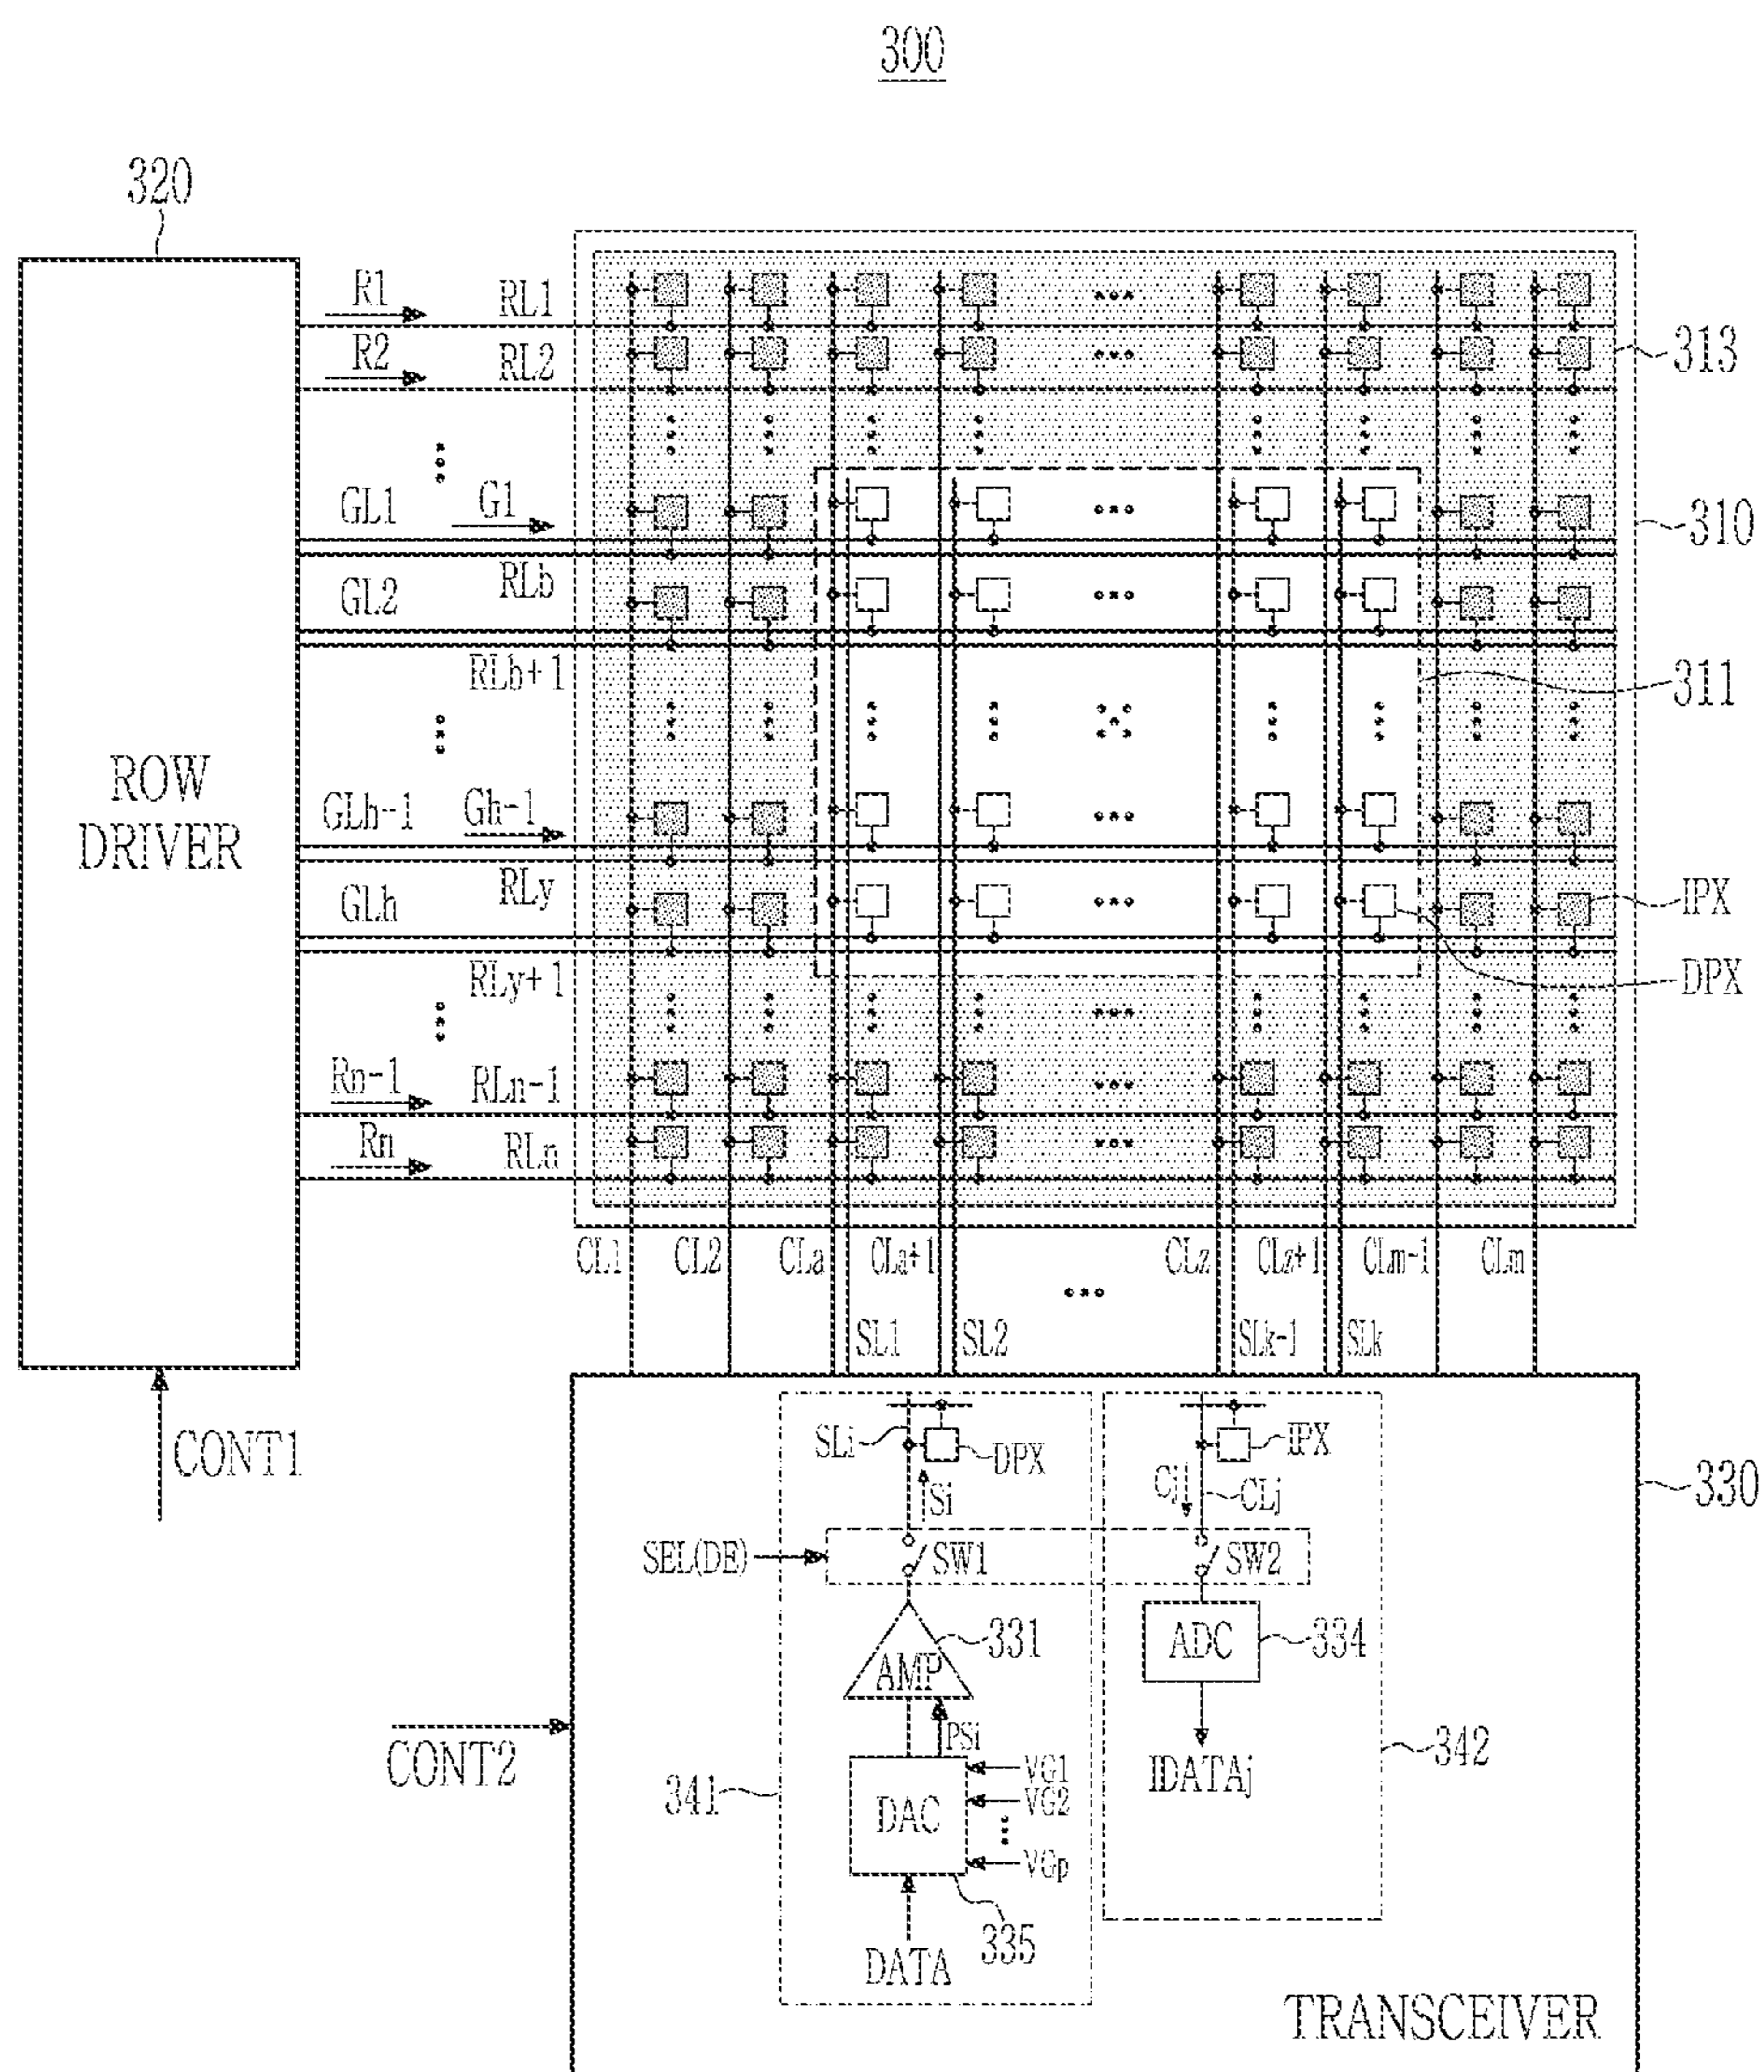 300
320
R1
RL1
R2
RL2
313
GL1
G1
310
RLb
GL2
RLb+1
311
ROW
DRIVER
GLh-1
Gh-1
RLy
GLh
IPX
RLy+1
DPX
Rn-1
RLn-1
Rn
RLn
CL1
CL2
CLa
CLa+1
CLz
CLz+1
CLm-1
CLm
SL1
SL2
SLk-1
SLk
CONT1
SLi
DPX
Si
IPX
Cj
CLj
330
SEL(DE)
SW1
SW2
331
AMP
ADC
334
PSi
CONT2
342
341
VG1
VG2
VGp
DAC
IDATAj
335
DATA
TRANSCEIVER